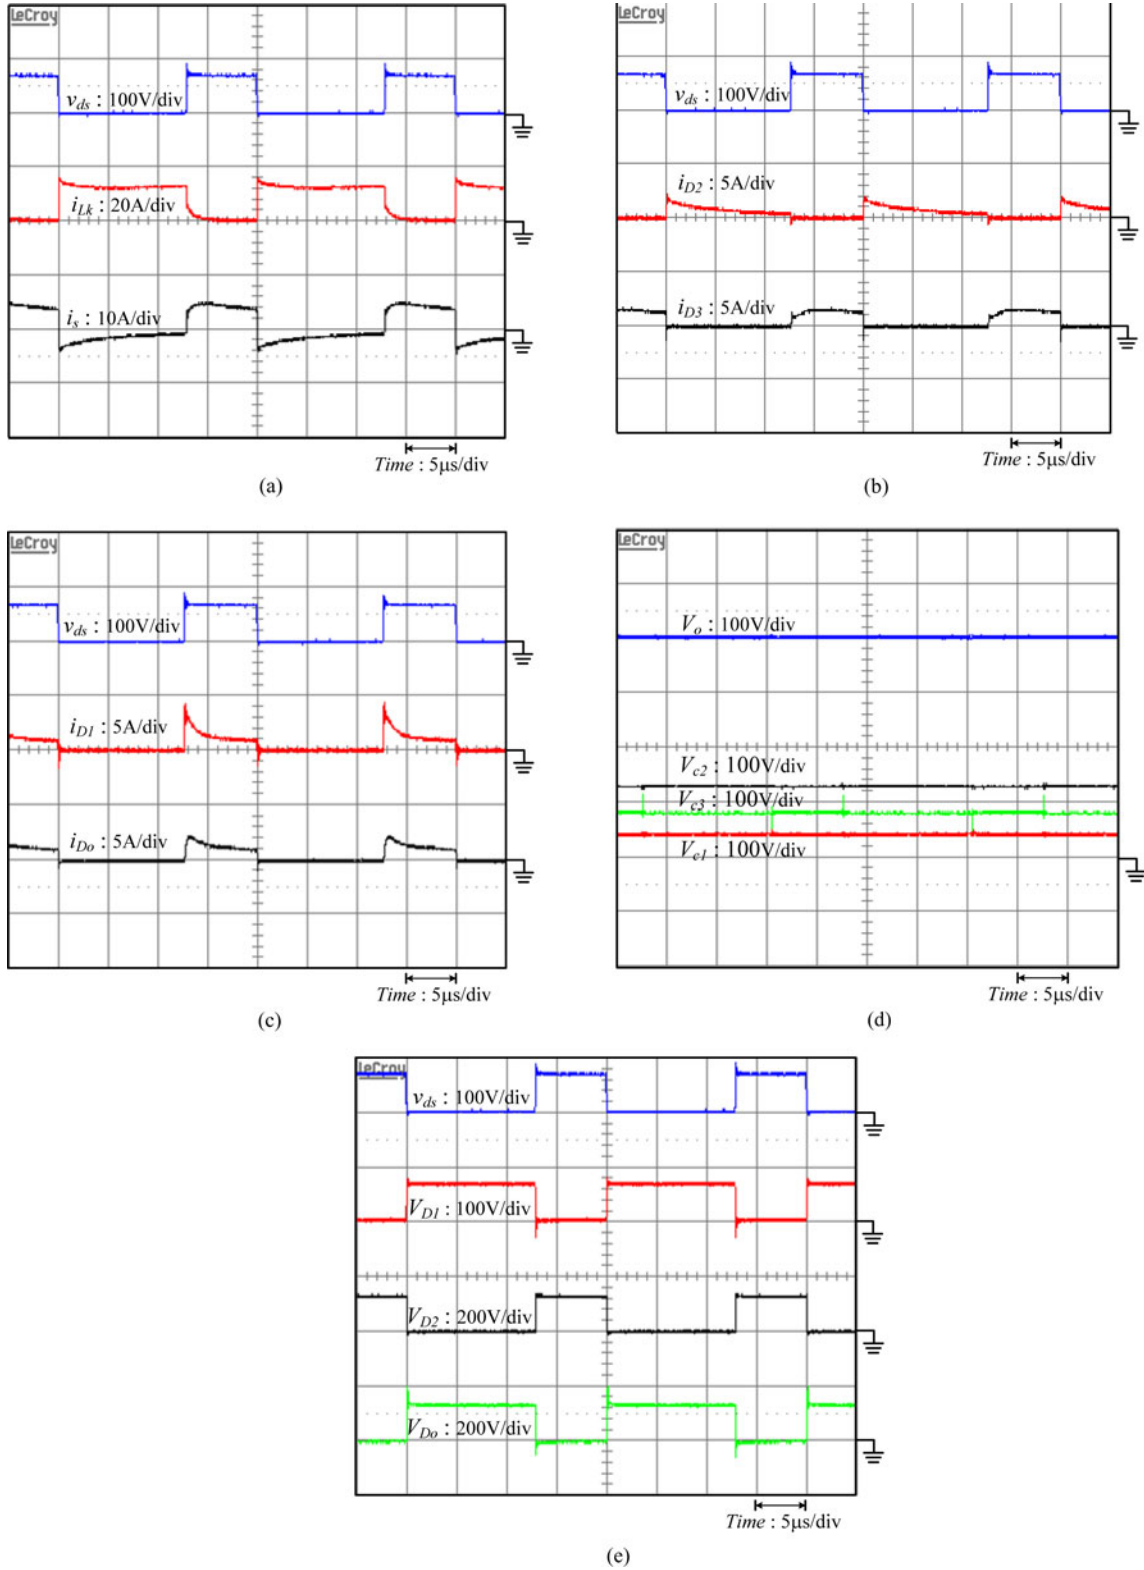 LeCroy
v_ds : 100V/div
i_Lk : 20A/div
i_s : 10A/div
Time : 5μs/div
(a)
LeCroy
v_ds : 100V/div
i_D2 : 5A/div
i_D3 : 5A/div
Time : 5μs/div
(b)
LeCroy
v_ds : 100V/div
i_D1 : 5A/div
i_Do : 5A/div
Time : 5μs/div
(c)
LeCroy
V_o : 100V/div
V_c2 : 100V/div
V_c3 : 100V/div
V_c1 : 100V/div
Time : 5μs/div
(d)
LeCroy
v_ds : 100V/div
V_D1 : 100V/div
V_D2 : 200V/div
V_Do : 200V/div
Time : 5μs/div
(e)